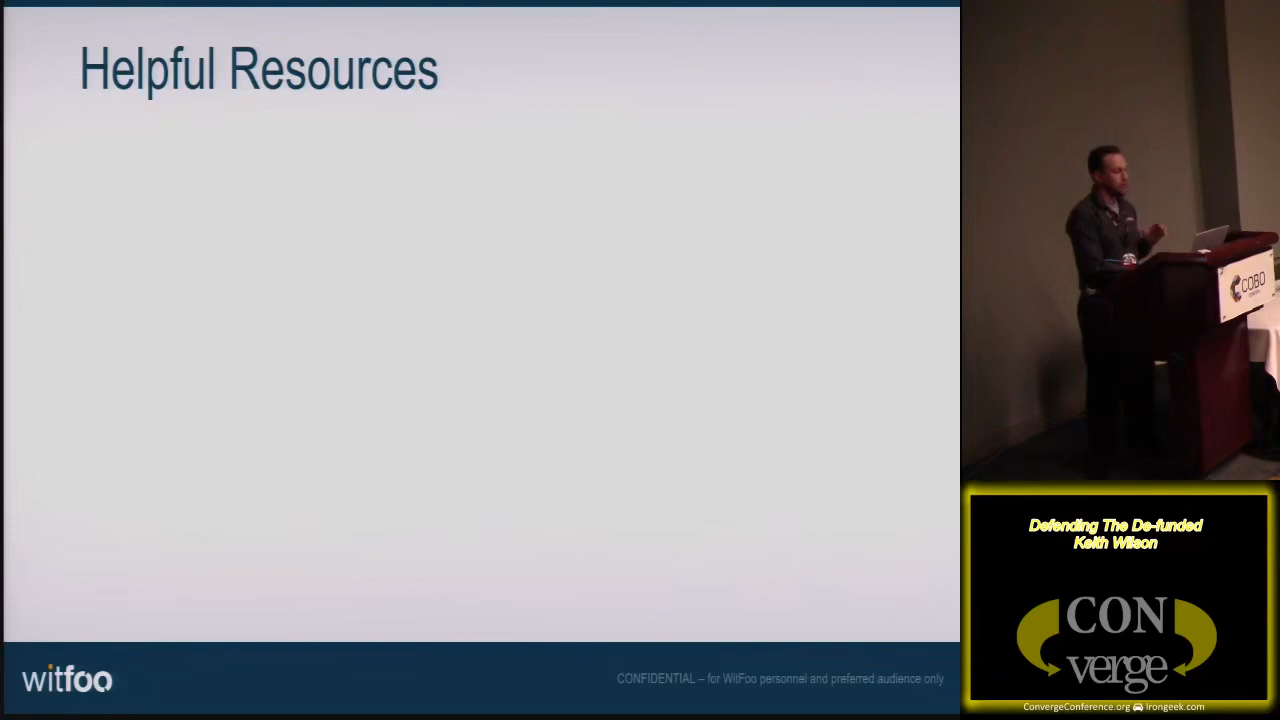 Helpful Resources
witfoo
CONFIDENTIAL – for WitFoo personnel and preferred audience only
COBO
Defending The De-funded
Keith Wilson
CON
verge
ConvergeConference.org Irongeek.com